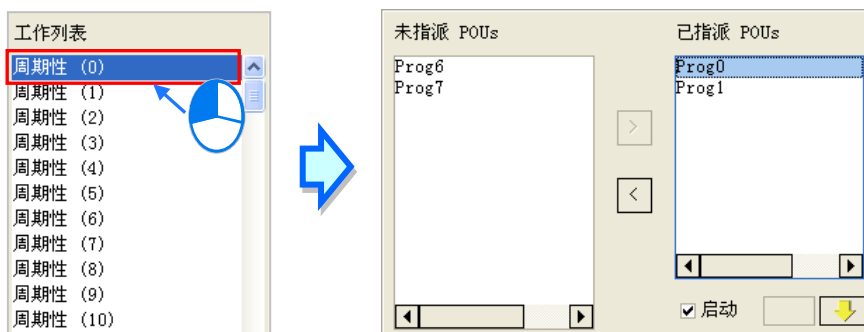 工作列表
周期性 (0)
周期性 (1)
周期性 (2)
周期性 (3)
周期性 (4)
周期性 (5)
周期性 (6)
周期性 (7)
周期性 (8)
周期性 (9)
周期性 (10)
未指派 POUs
Prog6
Prog7
>
<
已指派 POUs
Prog0
Prog1
启动